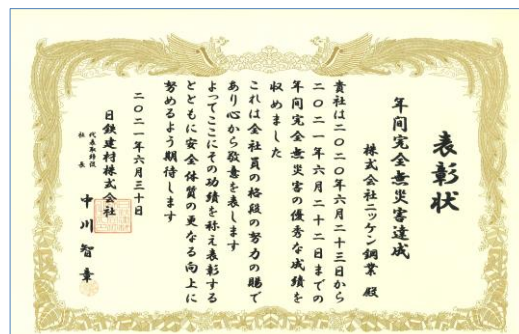 表彰状
年間完全無災害達成
株式会社ニッケン鋼業 殿
貴社は二〇二〇年六月二十三日から
二〇二一年六月二十二日までの
年間完全無災害の優秀な成績を
収めました
これは全社員の格段の努力の賜で
あり心から敬意を表します
よってここにその功績を称え表彰する
とともに安全体質の更なる向上に
努めるよう期待します
二〇二一年六月三十日
日鉄建材株式会社
代表取締役
社長
中川智章